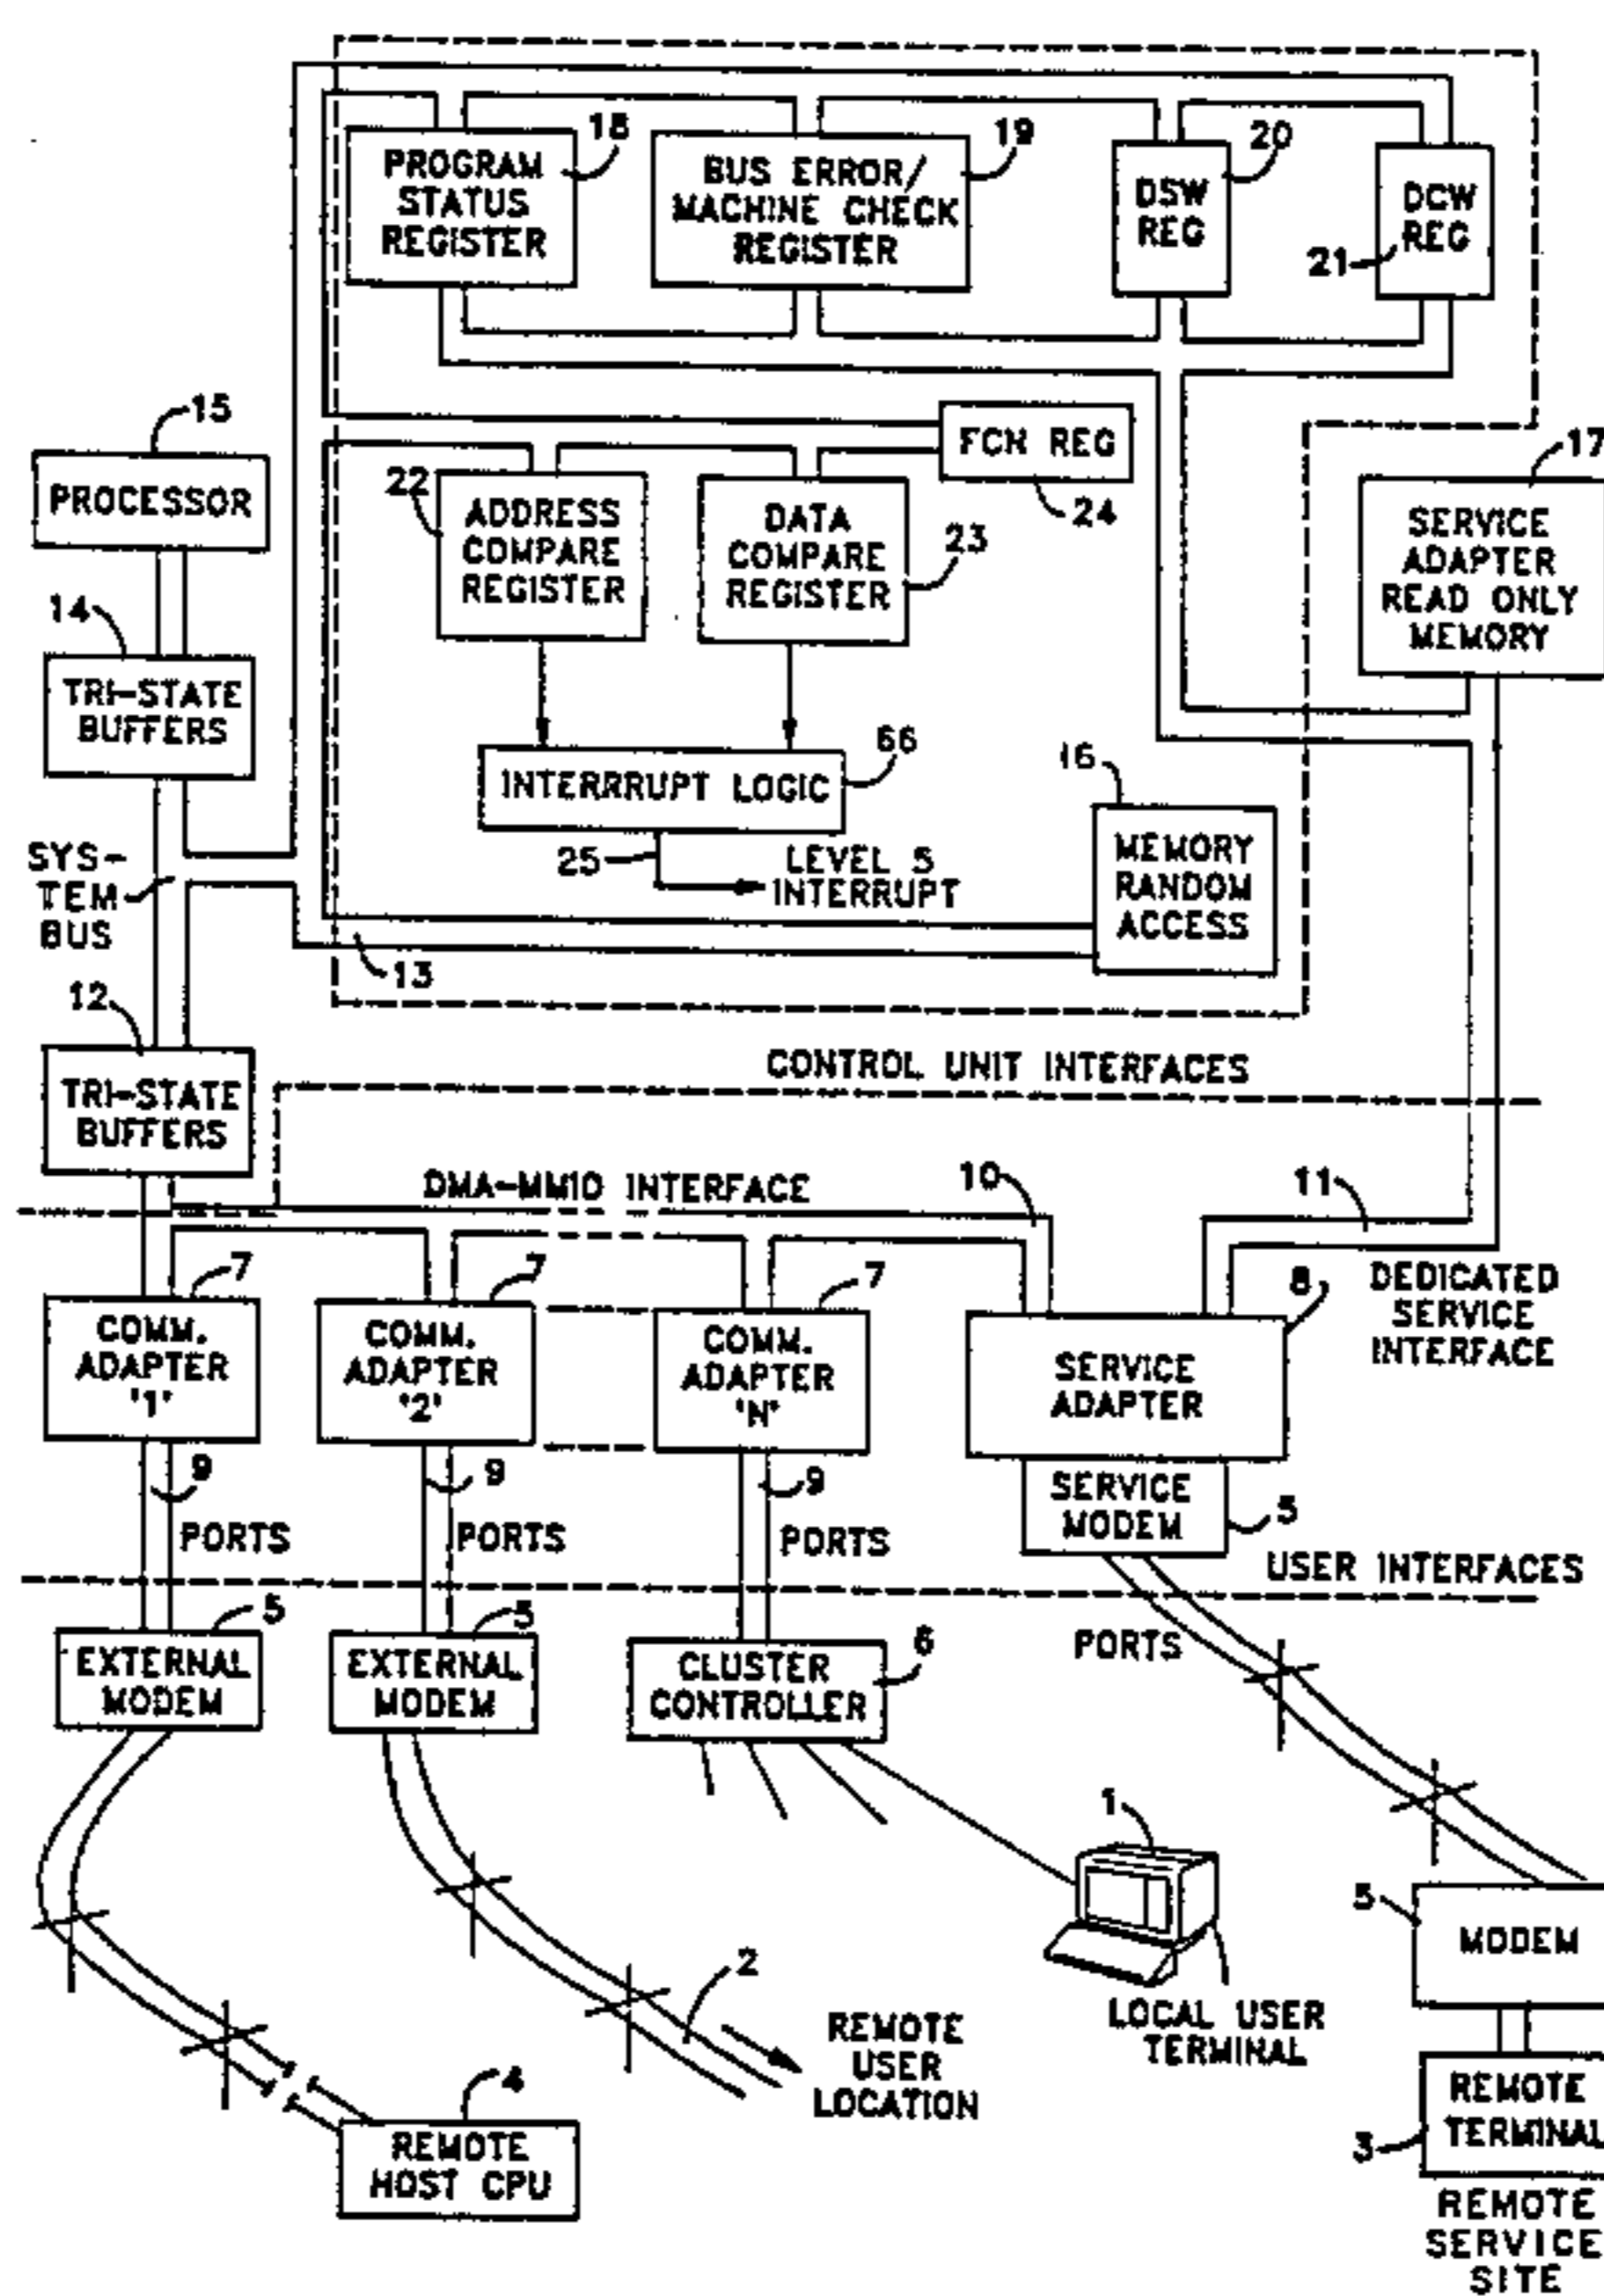 18
PROGRAM
STATUS
REGISTER
19
BUS ERROR/
MACHINE CHECK
REGISTER
20
DSW
REG
21
DCW
REG
15
PROCESSOR
FCN REG
24
17
SERVICE
ADAPTER
READ ONLY
MEMORY
22
ADDRESS
COMPARE
REGISTER
DATA
COMPARE
REGISTER
23
14
TRI-STATE
BUFFERS
66
INTERRRUPT LOGIC
25
LEVEL 5
INTERRUPT
16
MEMORY
RANDOM
ACCESS
SYS-
TEM
BUS
13
12
TRI-STATE
BUFFERS
CONTROL UNIT INTERFACES
DMA-MMIO INTERFACE
10
11
DEDICATED
SERVICE
INTERFACE
7
COMM.
ADAPTER
'1'
7
COMM.
ADAPTER
'2'
7
COMM.
ADAPTER
'N'
8
SERVICE
ADAPTER
SERVICE
MODEM
5
9
PORTS
9
PORTS
9
PORTS
USER INTERFACES
5
EXTERNAL
MODEM
5
EXTERNAL
MODEM
6
CLUSTER
CONTROLLER
PORTS
1
LOCAL USER
TERMINAL
5
MODEM
2
REMOTE
USER
LOCATION
4
REMOTE
HOST CPU
3
REMOTE
TERMINAL
REMOTE
SERVICE
SITE